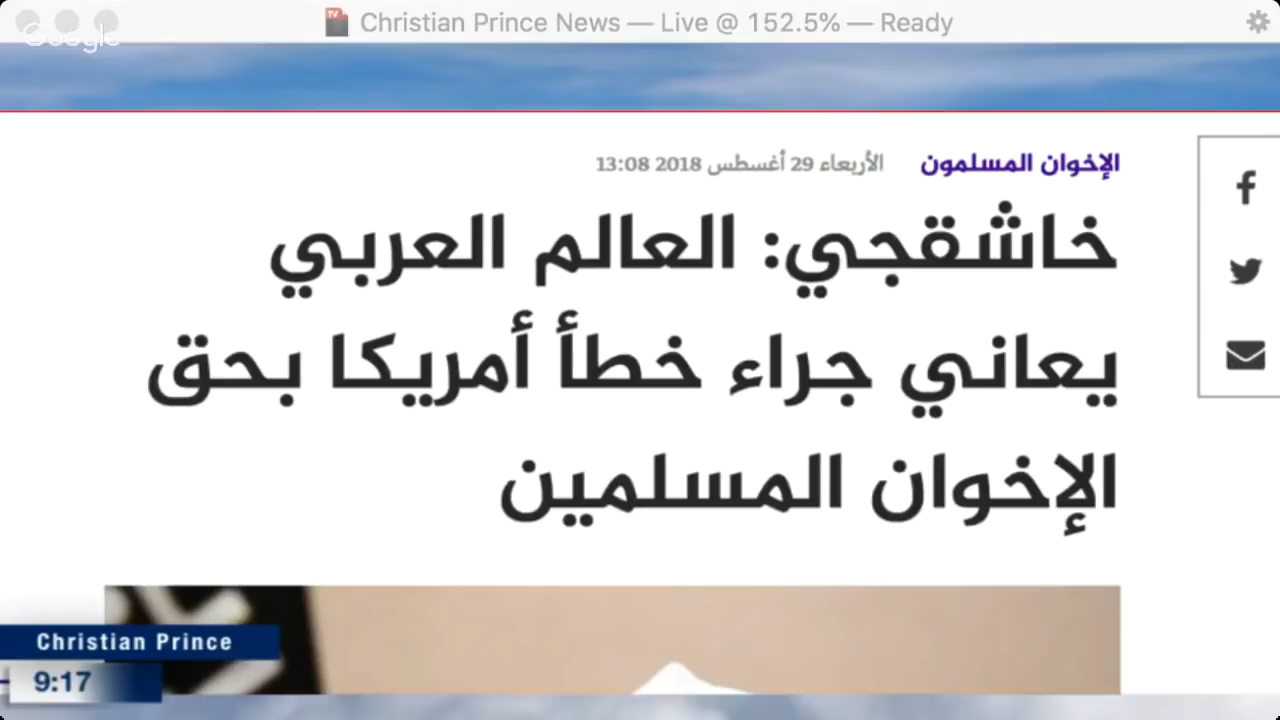 Christian Prince News — Live @ 152.5% — Ready
Google
الإخوان المسلمون
الأربعاء 29 أغسطس 2018 13:08
خاشقجي: العالم العربي
يعاني جراء خطأ أمريكا بحق
الإخوان المسلمين
Christian Prince
9:17